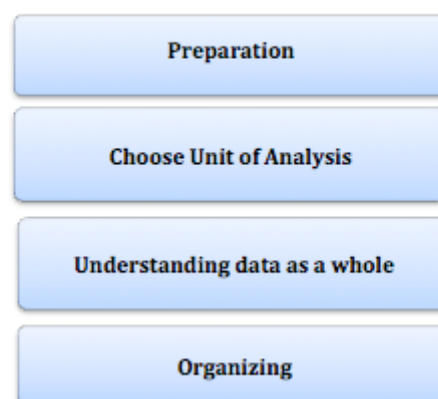 Preparation
Choose Unit of Analysis
Understanding data as a whole
Organizing